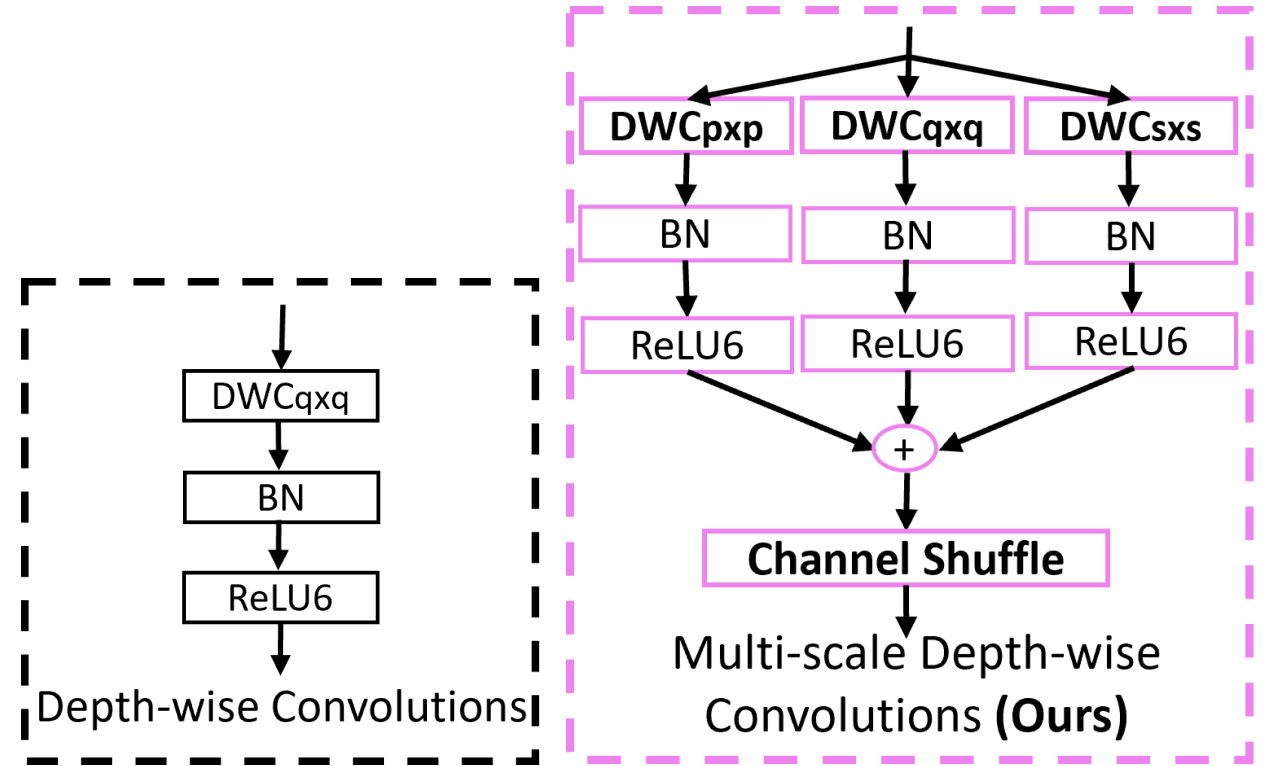 DWCqxq
BN
ReLU6
Depth-wise Convolutions
DWCpxp DWCqxq DWCsxs
BN BN BN
ReLU6 ReLU6 ReLU6
+
Channel Shuffle
Multi-scale Depth-wise
Convolutions (Ours)